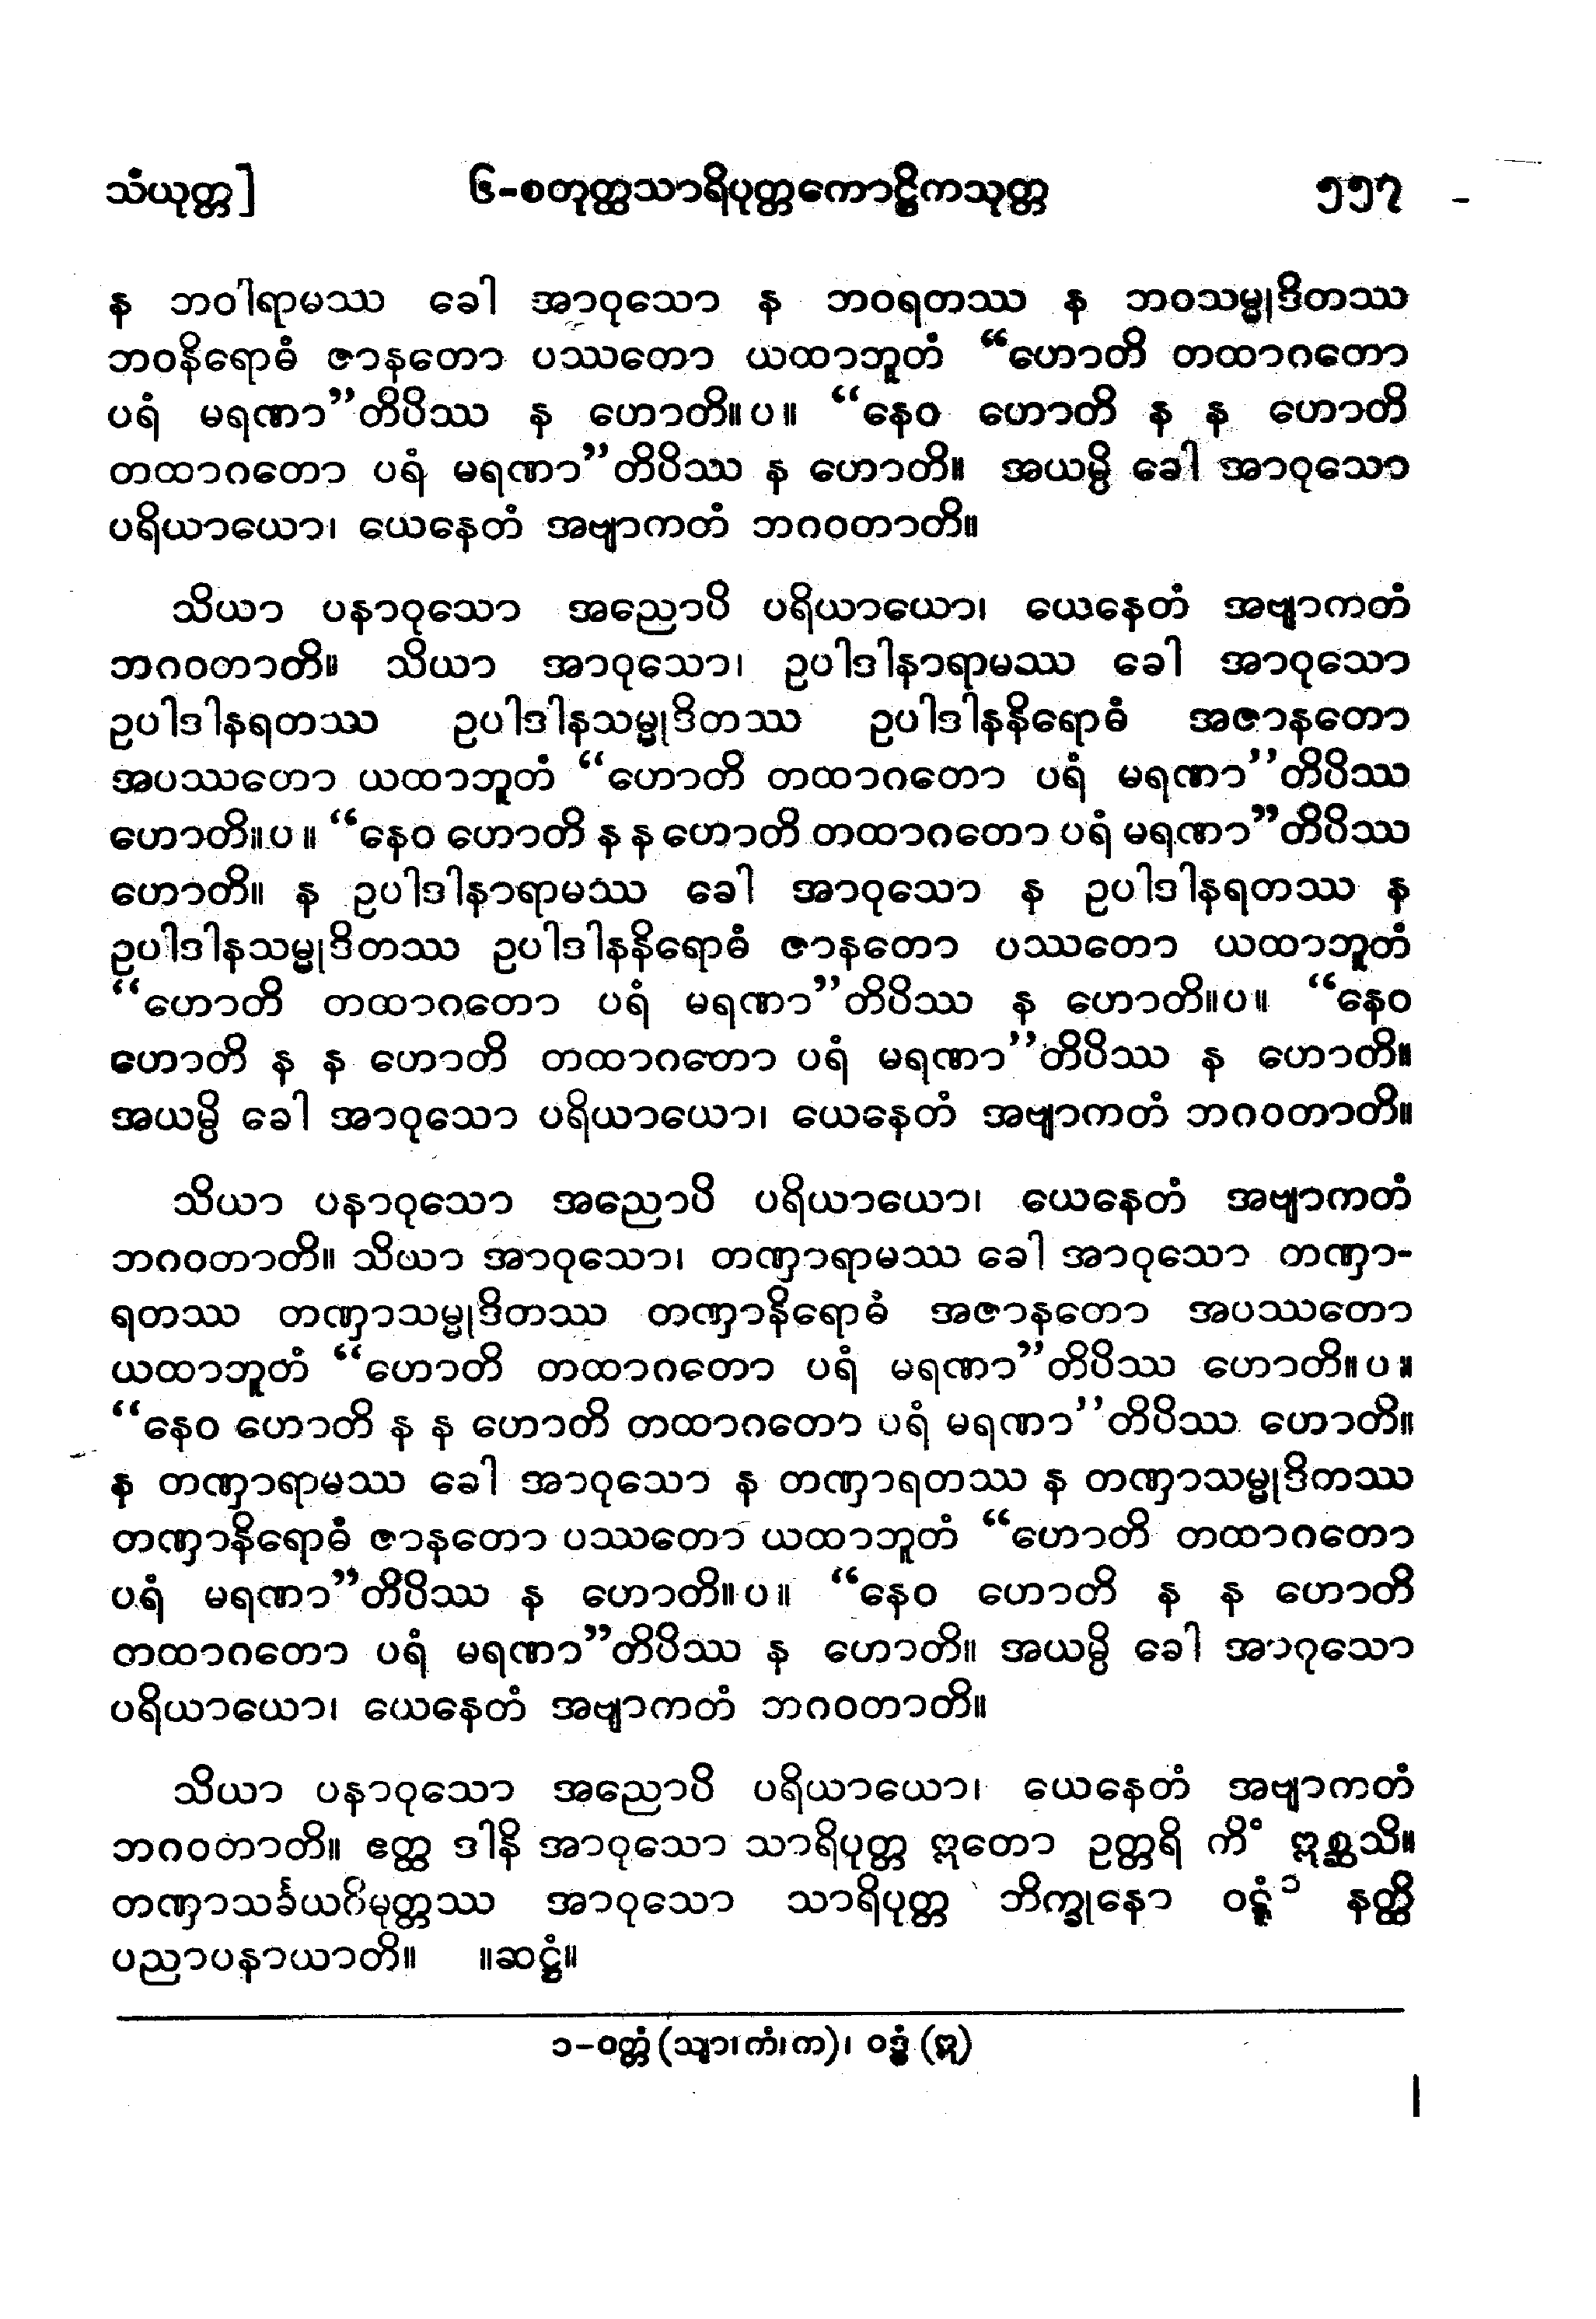 သံယုတ္တ] ၆-စတုတ္ထသာရိပုတ္တကောဋ္ဌိကသုတ္တ ၅၅၇
န ဘဝါရာမဿ ခေါ အာဝုသော န ဘဝရတဿ န ဘဝသမ္မုဒိတဿ
ဘဝနိရောဓံ ဇာနတော ပဿတော ယထာဘူတံ “ဟောတိ တထာဂတော
ပရံ မရဏာ”တိပိဿ န ဟောတိ။ပ။ “နေဝ ဟောတိ န န ဟောတိ
တထာဂတော ပရံ မရဏာ”တိပိဿ န ဟောတိ။ အယမ္ပိ ခေါ အာဝုသော
ပရိယာယော၊ ယေနေတံ အဗျာကတံ ဘဂဝတာတိ။
သိယာ ပနာဝုသော အညောပိ ပရိယာယော၊ ယေနေတံ အဗျာကတံ
ဘဂဝတာတိ။ သိယာ အာဝုသော၊ ဥပါဒါနာရာမဿ ခေါ အာဝုသော
ဥပါဒါနရတဿ ဥပါဒါနသမ္မုဒိတဿ ဥပါဒါနနိရောဓံ အဇာနတော
အပဿတော ယထာဘူတံ “ဟောတိ တထာဂတော ပရံ မရဏာ”တိပိဿ
ဟောတိ။ပ။ “နေဝ ဟောတိ န န ဟောတိ တထာဂတော ပရံ မရဏာ”တိပိဿ
ဟောတိ။ န ဥပါဒါနာရာမဿ ခေါ အာဝုသော န ဥပါဒါနရတဿ န
ဥပါဒါနသမ္မုဒိတဿ ဥပါဒါနနိရောဓံ ဇာနတော ပဿတော ယထာဘူတံ
“ဟောတိ တထာဂတော ပရံ မရဏာ”တိပိဿ န ဟောတိ။ပ။ “နေဝ
ဟောတိ န န ဟောတိ တထာဂတော ပရံ မရဏာ”တိပိဿ န ဟောတိ။
အယမ္ပိ ခေါ အာဝုသော ပရိယာယော၊ ယေနေတံ အဗျာကတံ ဘဂဝတာတိ။
သိယာ ပနာဝုသော အညောပိ ပရိယာယော၊ ယေနေတံ အဗျာကတံ
ဘဂဝတာတိ။ သိယာ အာဝုသော၊ တဏှာရာမဿ ခေါ အာဝုသော တဏှာ-
ရတဿ တဏှာသမ္မုဒိတဿ တဏှာနိရောဓံ အဇာနတော အပဿတော
ယထာဘူတံ “ဟောတိ တထာဂတော ပရံ မရဏာ”တိပိဿ ဟောတိ။ပ။
“နေဝ ဟောတိ န န ဟောတိ တထာဂတော ပရံ မရဏာ”တိပိဿ ဟောတိ။
န တဏှာရာမဿ ခေါ အာဝုသော န တဏှာရတဿ န တဏှာသမ္မုဒိတဿ
တဏှာနိရောဓံ ဇာနတော ပဿတော ယထာဘူတံ “ဟောတိ တထာဂတော
ပရံ မရဏာ”တိပိဿ န ဟောတိ။ပ။ “နေဝ ဟောတိ န န ဟောတိ
တထာဂတော ပရံ မရဏာ”တိပိဿ န ဟောတိ။ အယမ္ပိ ခေါ အာဝုသော
ပရိယာယော၊ ယေနေတံ အဗျာကတံ ဘဂဝတာတိ။
သိယာ ပနာဝုသော အညောပိ ပရိယာယော၊ ယေနေတံ အဗျာကတံ
ဘဂဝတာတိ။ ဧတ္ထ ဒါနိ အာဝုသော သာရိပုတ္တ ဣတော ဥတ္တရိ ကိံ ဣစ္ဆသိ။
တဏှာသင်္ခယဝိမုတ္တဿ အာဝုသော သာရိပုတ္တ ဘိက္ခုနော ဝဋ္ဋံ ၁ နတ္ထိ
ပညာပနာယာတိ။ ။ဆဋ္ဌံ။
၁-ဝတ္တံ (သျာ၊ကံ၊က)၊ ဝဒ္ဓံ (ဣ)